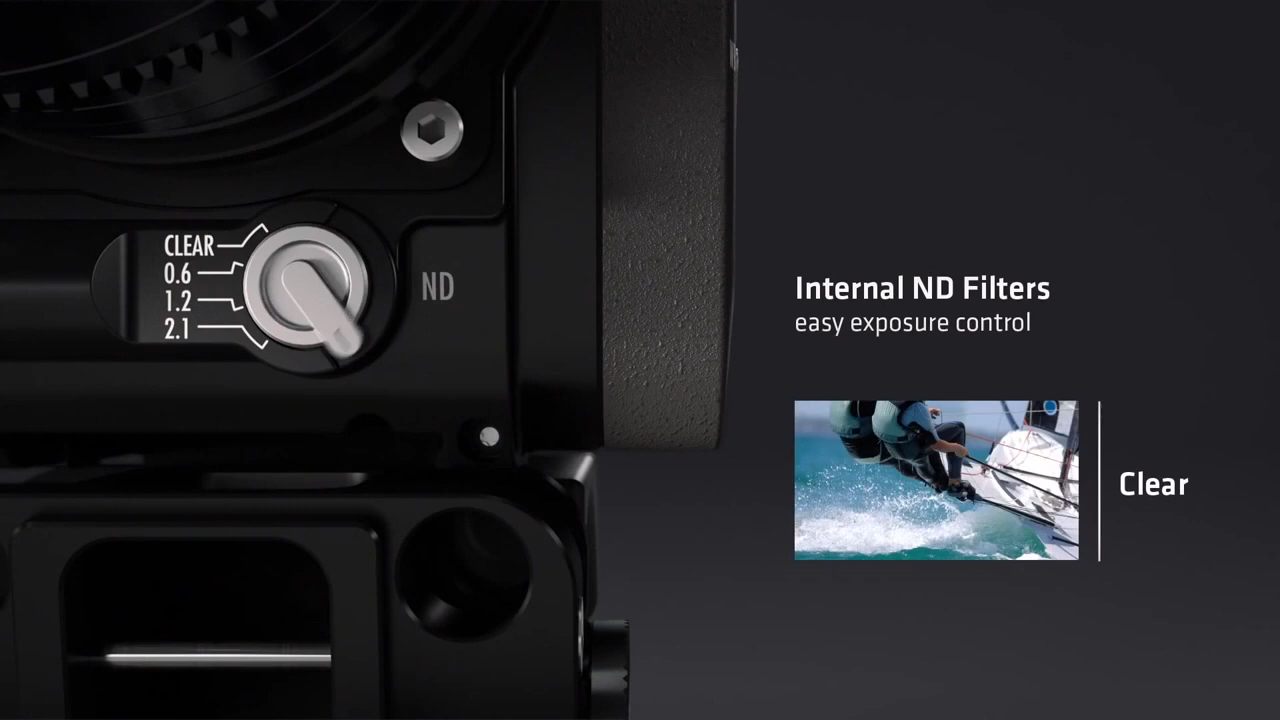 CLEAR
0.6
1.2
2.1
ND
Internal ND Filters
easy exposure control
Clear